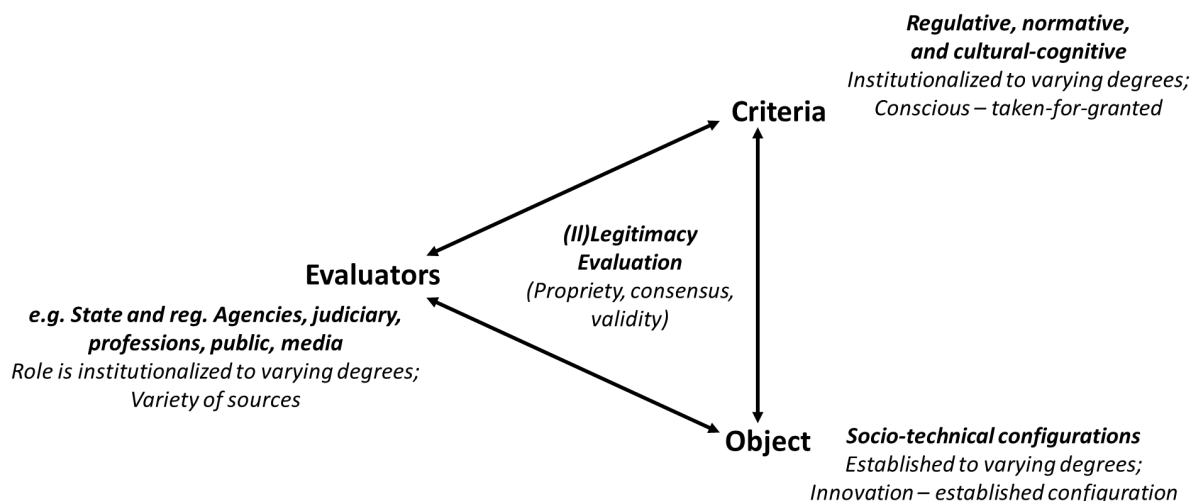 Regulative, normative,
and cultural-cognitive
Institutionalized to varying degrees;
Conscious – taken-for-granted
Criteria
(Il)Legitimacy
Evaluation
(Propriety, consensus,
validity)
Evaluators
e.g. State and reg. Agencies, judiciary,
professions, public, media
Role is institutionalized to varying degrees;
Variety of sources
Object
Socio-technical configurations
Established to varying degrees;
Innovation – established configuration